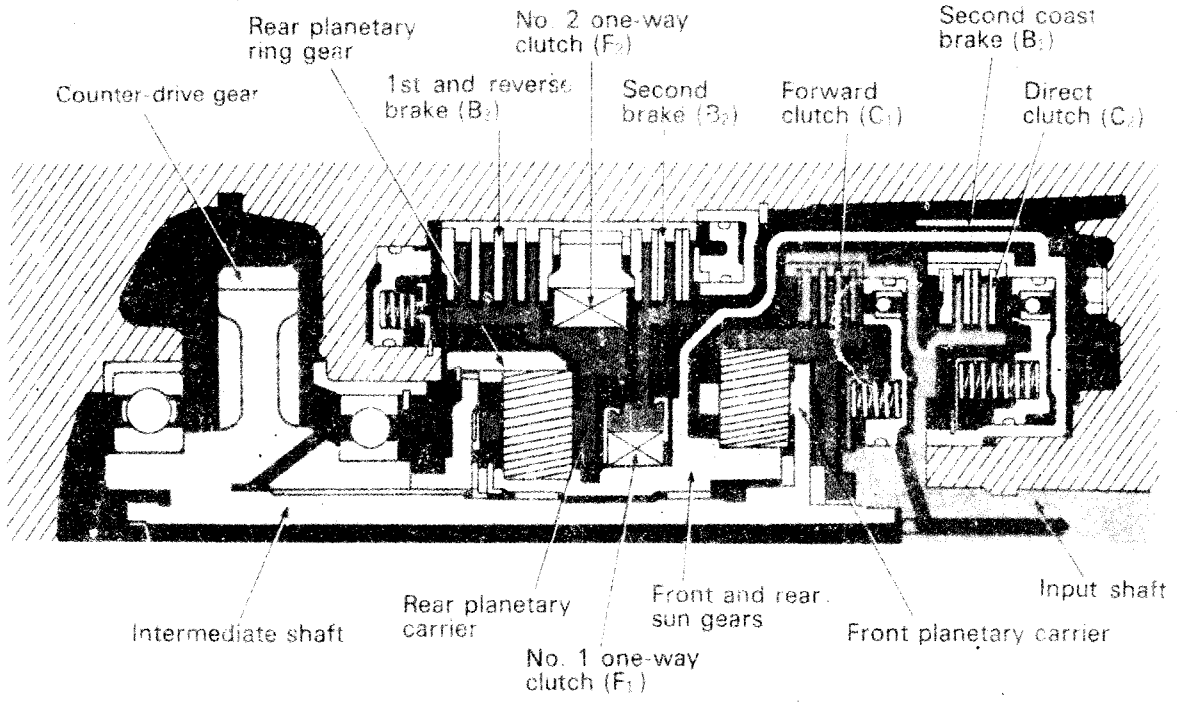 Rear planetary
ring gear
No. 2 one-way
clutch (F₂)
Second coast
brake (B₁)
Counter-drive gear
1st and reverse
brake (B₃)
Second
brake (B₂)
Forward
clutch (C₁)
Direct
clutch (C₂)
Intermediate shaft
Rear planetary
carrier
No. 1 one-way
clutch (F₁)
Front and rear
sun gears
Front planetary carrier
Input shaft